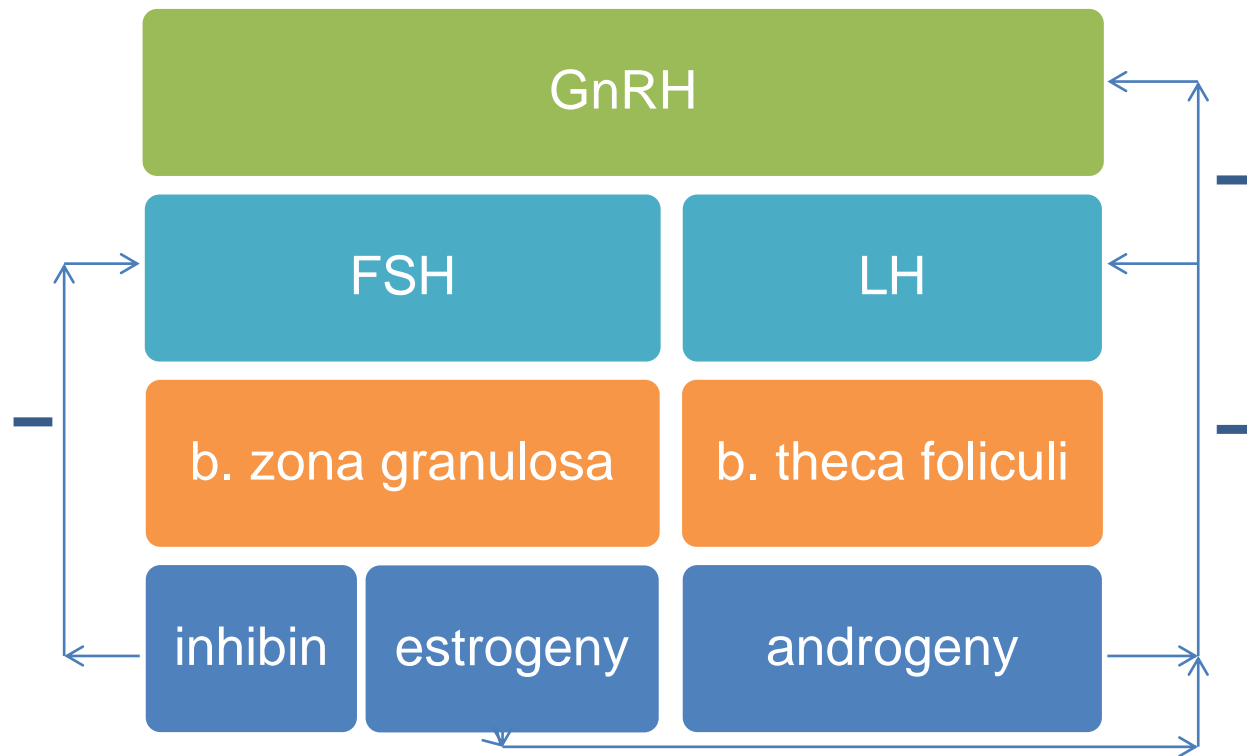 GnRH
FSH
LH
b. zona granulosa
b. theca foliculi
inhibin
estrogeny
androgeny